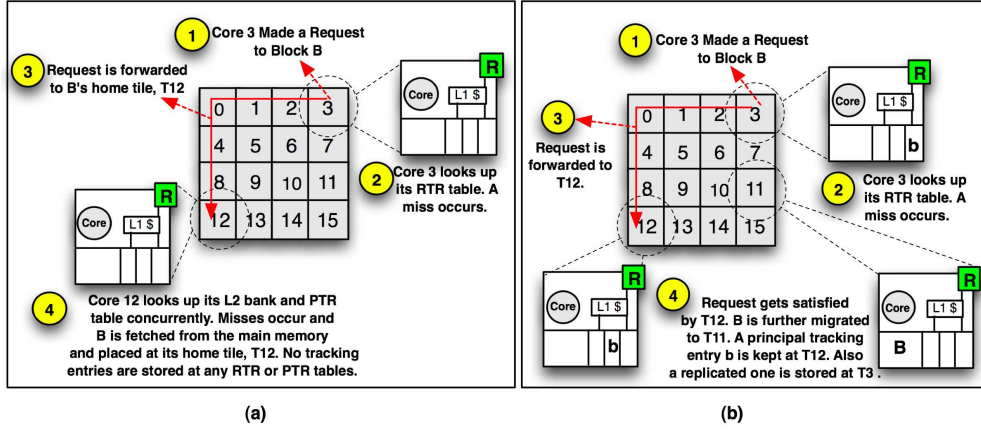 1
Core 3 Made a Request
to Block B
3
Request is forwarded
to B's home tile, T12
R
Core
L1 $
0 1 2 3
4 5 6 7
8 9 10 11
12 13 14 15
2
Core 3 looks up
its RTR table. A
miss occurs.
R
Core
L1 $
4
Core 12 looks up its L2 bank and PTR
table concurrently. Misses occur and
B is fetched from the main memory
and placed at its home tile, T12. No tracking
entries are stored at any RTR or PTR tables.
(a)
1
Core 3 Made a Request
to Block B
R
Core
L1 $
b
3
Request is
forwarded to
T12.
0 1 2 3
4 5 6 7
8 9 10 11
12 13 14 15
2
Core 3 looks up
its RTR table. A
miss occurs.
R
Core
L1 $
b
4
Request gets satisfied
by T12. B is further migrated
to T11. A principal tracking
entry b is kept at T12. Also
a replicated one is stored at T3 .
R
Core
L1 $
B
(b)